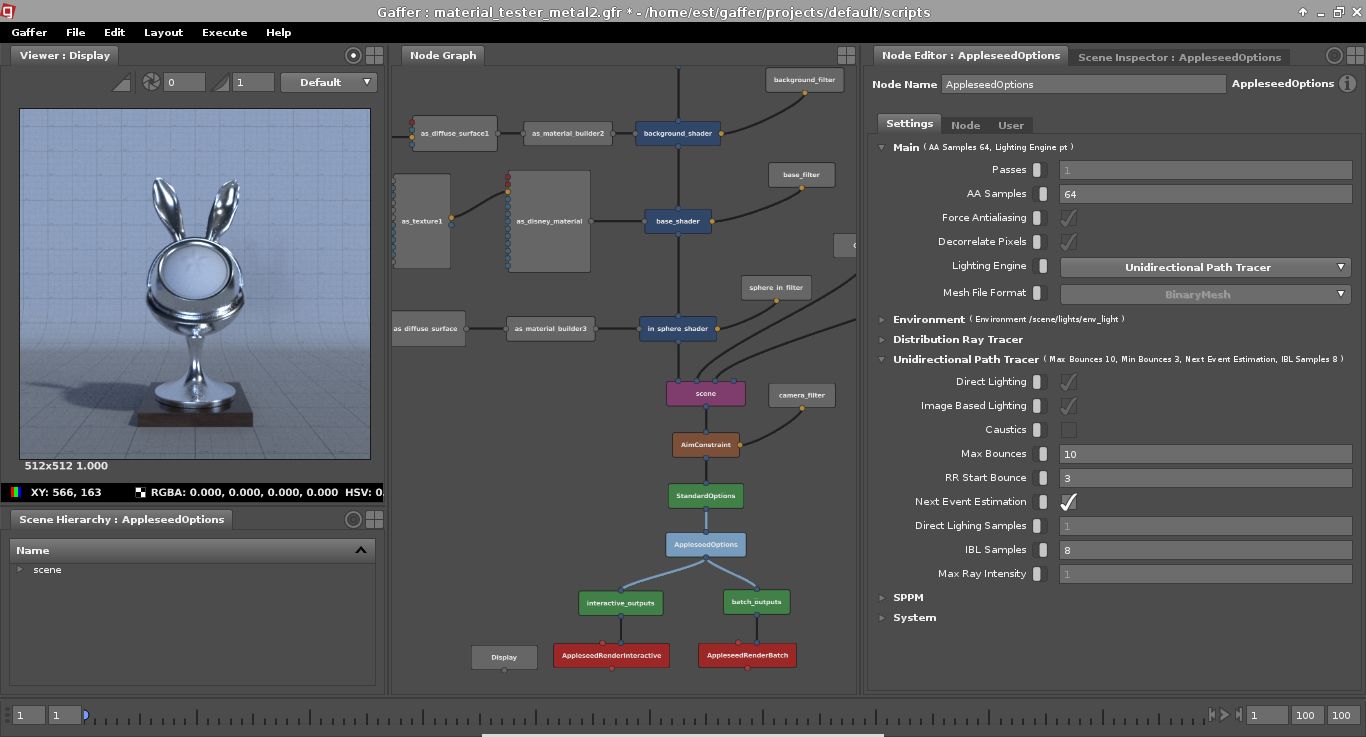 Gaffer : material_tester_metal2.gfr * - /home/est/gaffer/projects/default/scripts
Gaffer File Edit Layout Execute Help
Viewer : Display
0 1 Default
512x512 1.000
XY: 566, 163 RGBA: 0.000, 0.000, 0.000, 0.000 HSV: 0.
Scene Hierarchy : AppleseedOptions
Name
scene
Node Graph
background_filter
as_diffuse_surface1 as_material_builder2 background_shader
base_filter
as_texture1 as_disney_material base_shader
sphere_in_filter
as_diffuse_surface as_material_builder3 in_sphere_shader
scene camera_filter
AimConstraint
StandardOptions
AppleseedOptions
interactive_outputs batch_outputs
Display AppleseedRenderInteractive AppleseedRenderBatch
Node Editor : AppleseedOptions Scene Inspector : AppleseedOptions
Node Name AppleseedOptions AppleseedOptions
Settings Node User
Main ( AA Samples 64, Lighting Engine pt )
Passes 1
AA Samples 64
Force Antialiasing
Decorrelate Pixels
Lighting Engine Unidirectional Path Tracer
Mesh File Format BinaryMesh
Environment ( Environment /scene/lights/env_light )
Distribution Ray Tracer
Unidirectional Path Tracer ( Max Bounces 10, Min Bounces 3, Next Event Estimation, IBL Samples 8 )
Direct Lighting
Image Based Lighting
Caustics
Max Bounces 10
RR Start Bounce 3
Next Event Estimation
Direct Lighing Samples 1
IBL Samples 8
Max Ray Intensity 1
SPPM
System
1 1 1 100 100